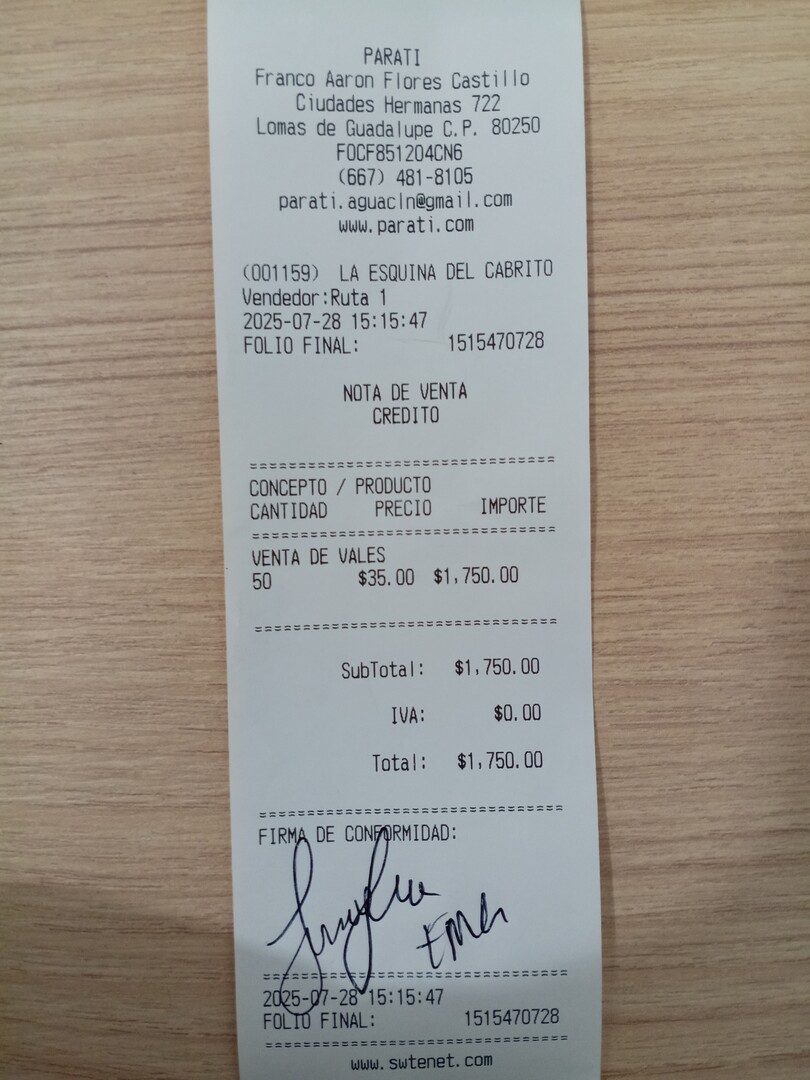 PARATI
Franco Aaron Flores Castillo
Ciudades Hermanas 722
Lomas de Guadalupe C.P. 80250
FOCF851204CN6
(667) 481-8105
parati.aguacln@gmail.com
www.parati.com
(001159) LA ESQUINA DEL CABRITO
Vendedor:Ruta 1
2025-07-28 15:15:47
FOLIO FINAL: 1515470728
NOTA DE VENTA
CREDITO
================================
CONCEPTO / PRODUCTO
CANTIDAD PRECIO IMPORTE
================================
VENTA DE VALES
50 $35.00 $1,750.00
================================
SubTotal: $1,750.00
IVA: $0.00
Total: $1,750.00
================================
FIRMA DE CONFORMIDAD:
================================
2025-07-28 15:15:47
FOLIO FINAL: 1515470728
================================
www.swtenet.com